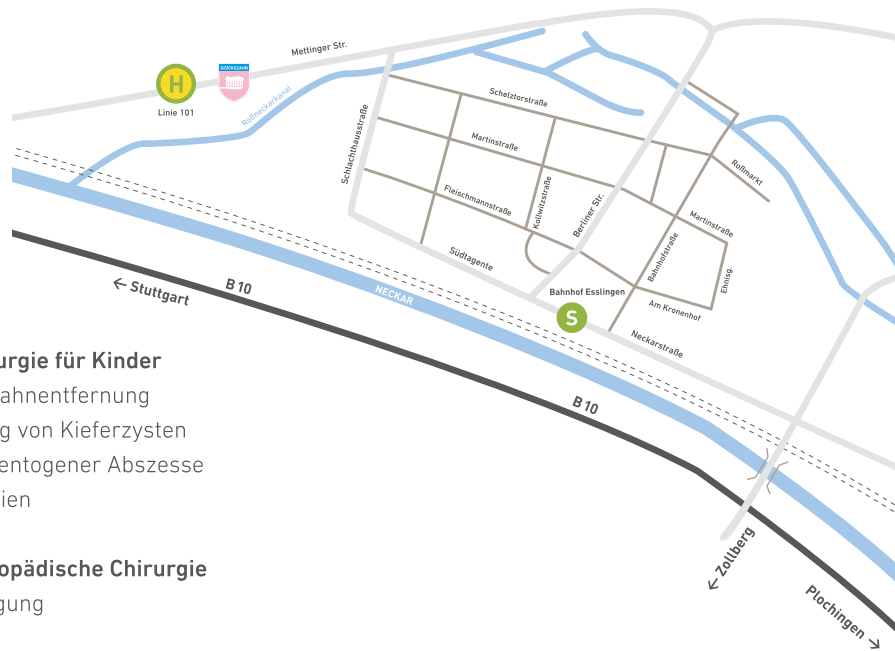 Mettinger Str.
GLÜCKSZAHN
H
Linie 101
Roßneckarkanal
Schlachthausstraße
Schelztorstraße
Martinstraße
Fleischmannstraße
Kollwitzstraße
Berliner Str.
Roßmarkt
Martinstraße
Bahnhofstraße
Ehnisg.
Am Kronenhof
Südtagente
Bahnhof Esslingen
S
Neckarstraße
← Stuttgart
B 10
NECKAR
B 10
← Zollberg
Plochingen →
urgie für Kinder
ahnentfernung
g von Kieferzysten
entogener Abszesse
ien
opädische Chirurgie
gung